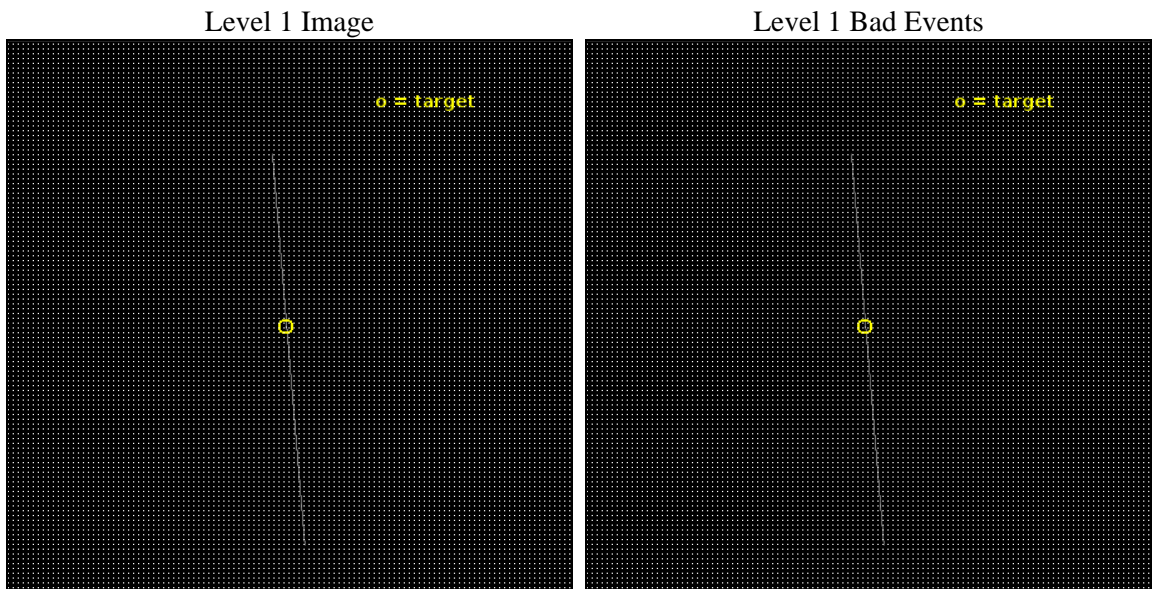 Level 1 Image
Level 1 Bad Events
o = target
o = target